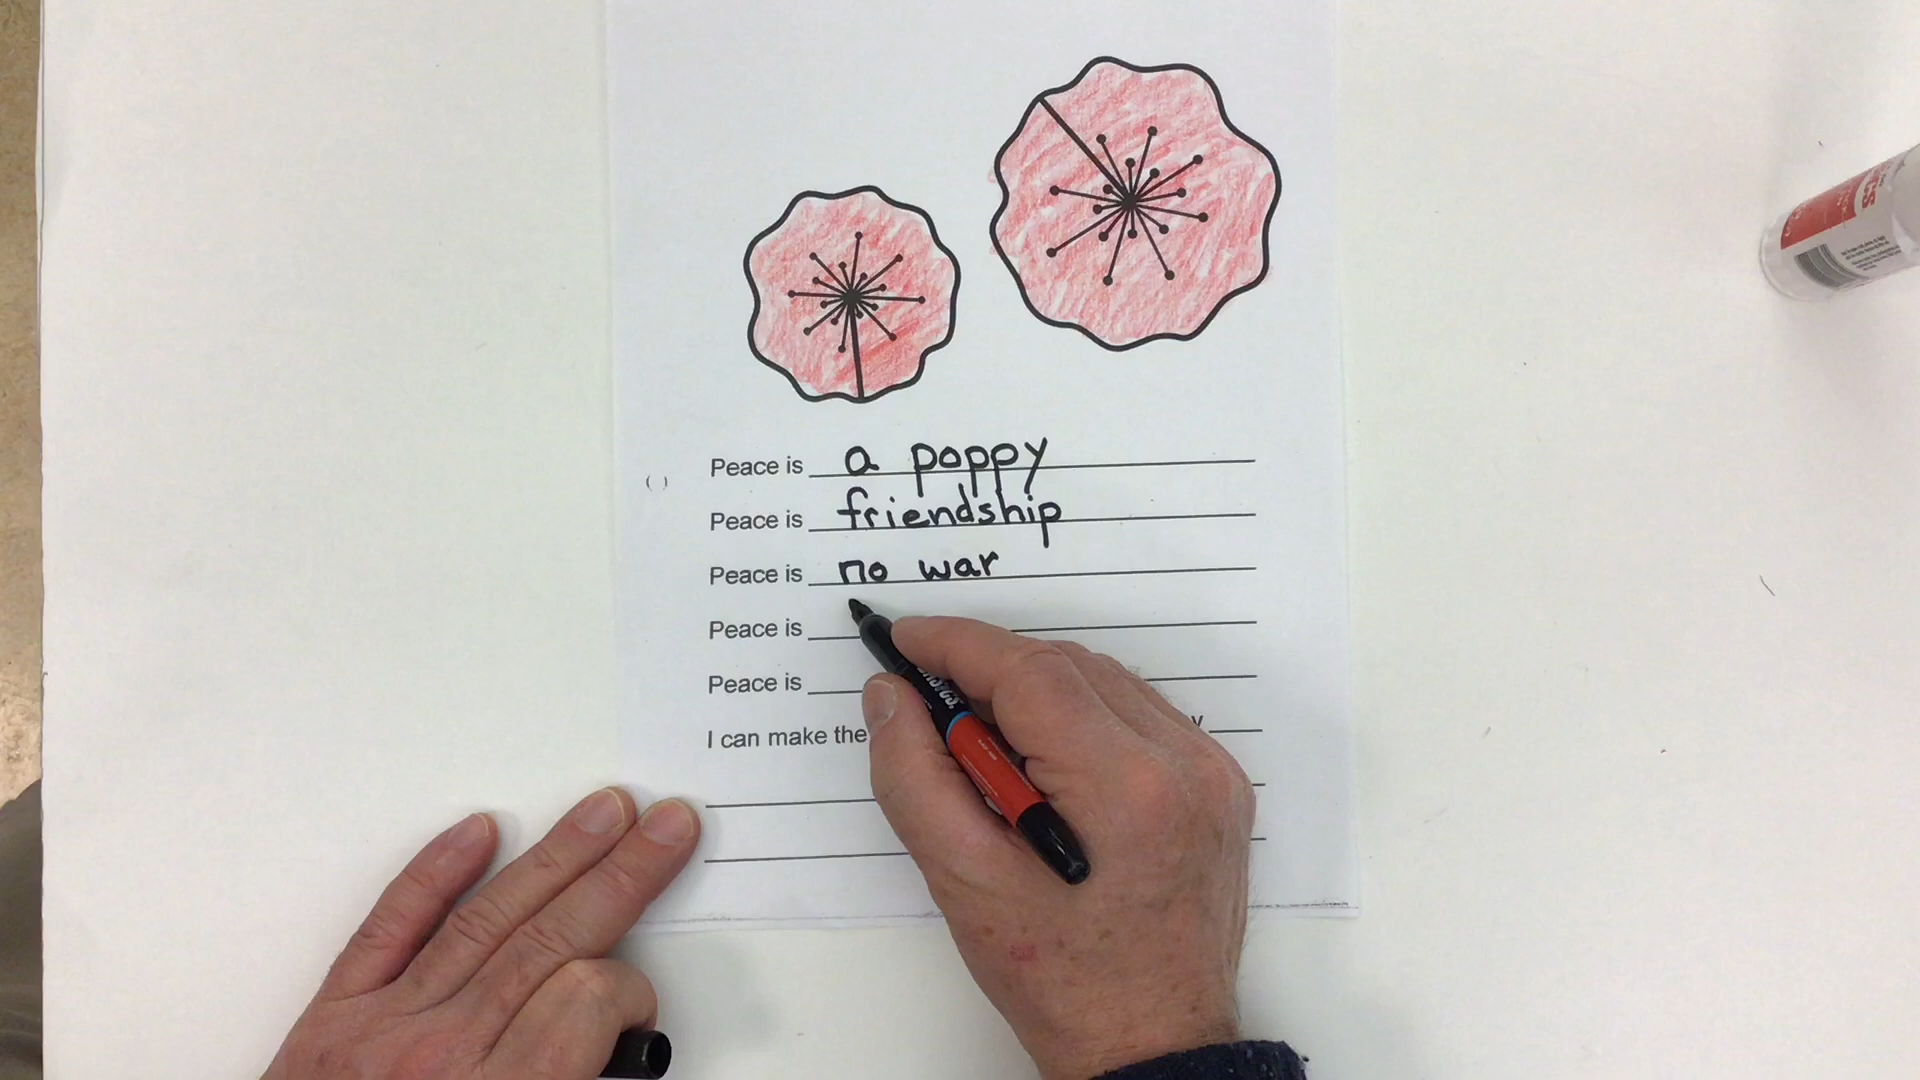 Peace is a poppy
( ) Peace is friendship
Peace is no war
Peace is
Peace is
I can make the